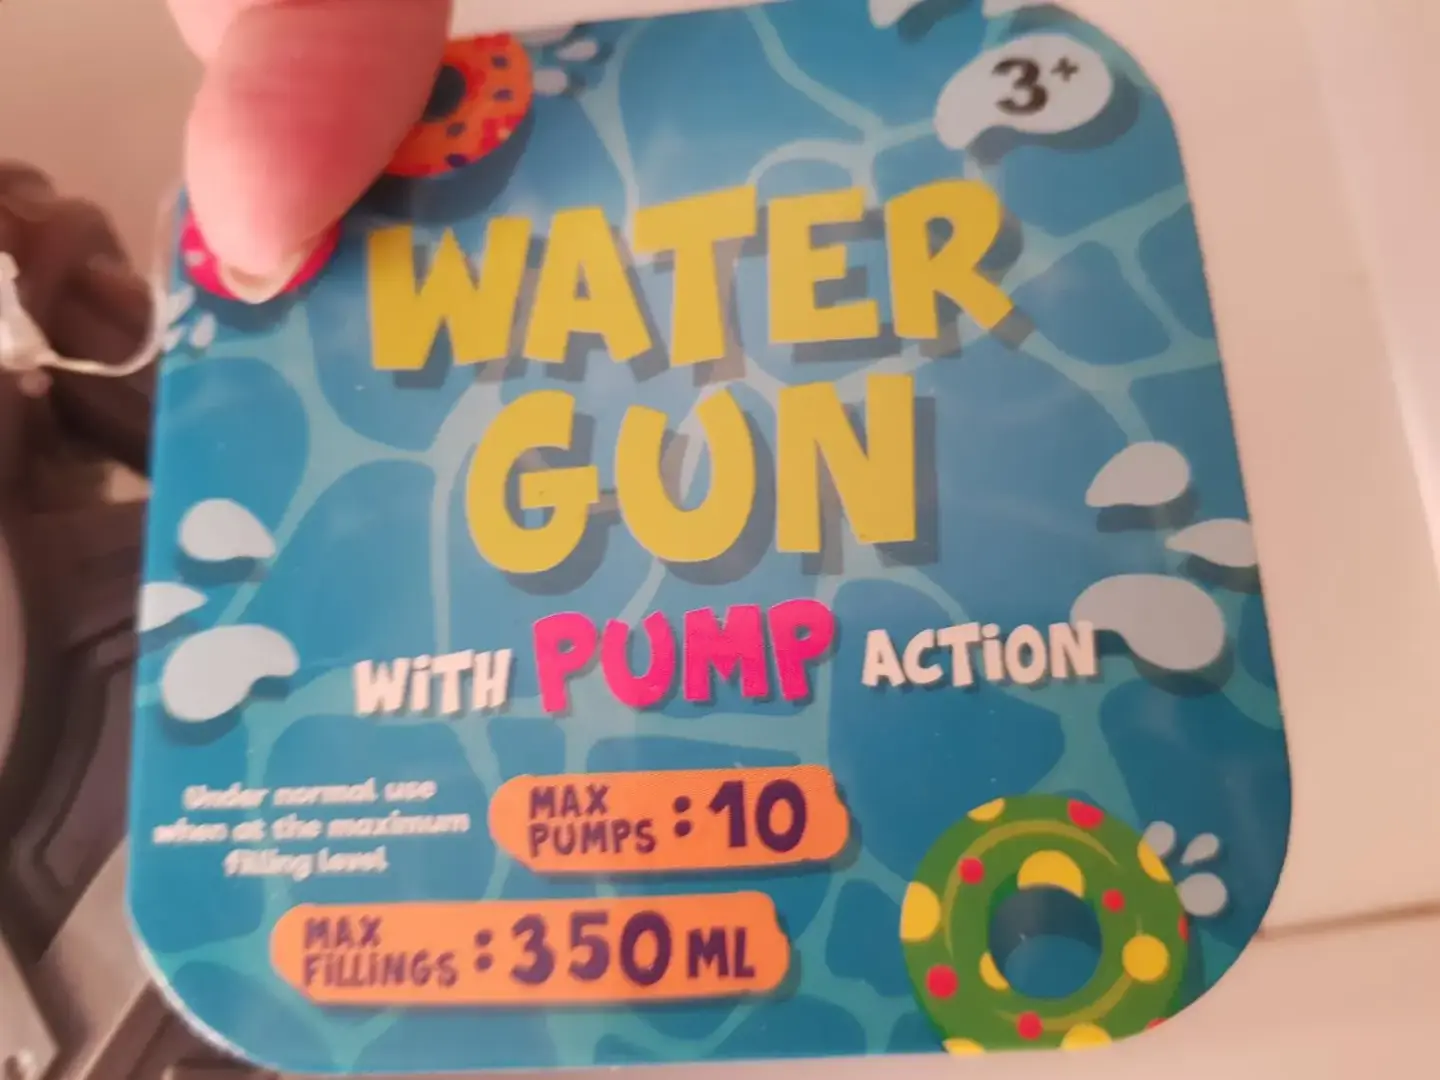 3+
WATER
GUN
WiTH PUMP ACTiON
Under normal use
when at the maximum
filling level
MAX
PUMPS : 10
MAX
FiLLiNGS : 350 ML